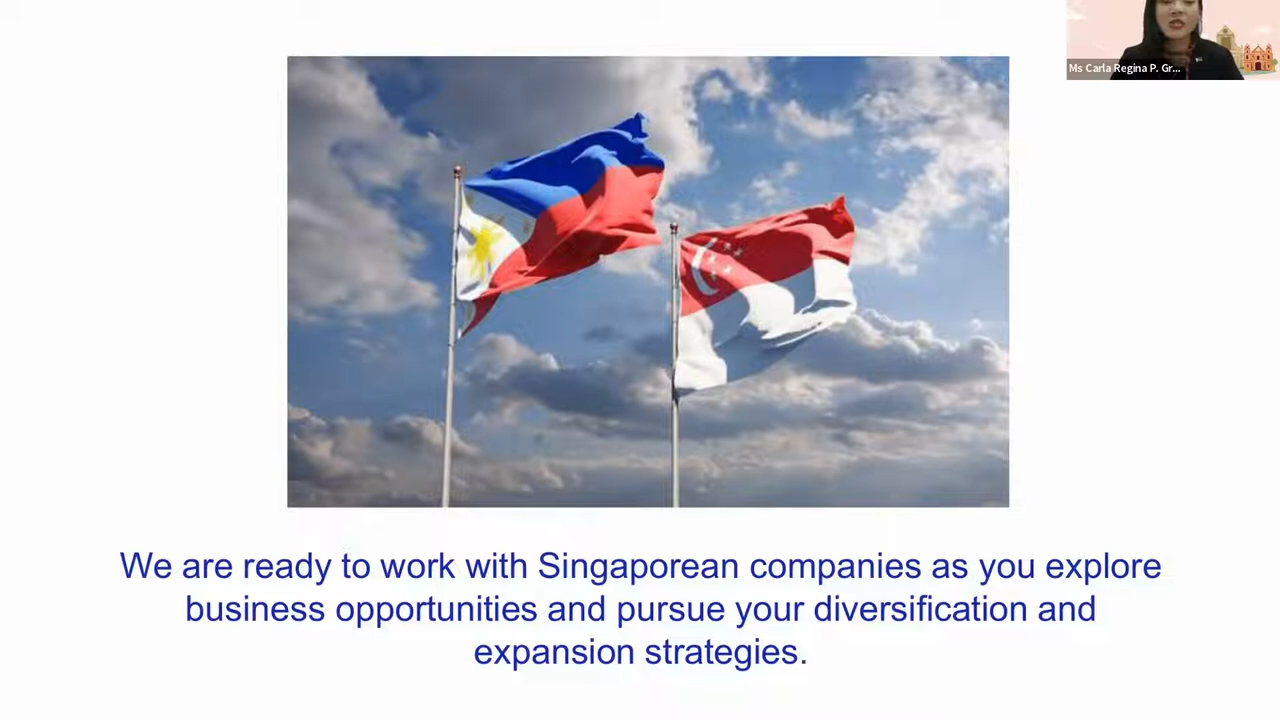 Ms Carla Regina P. Gr...
We are ready to work with Singaporean companies as you explore
business opportunities and pursue your diversification and
expansion strategies.